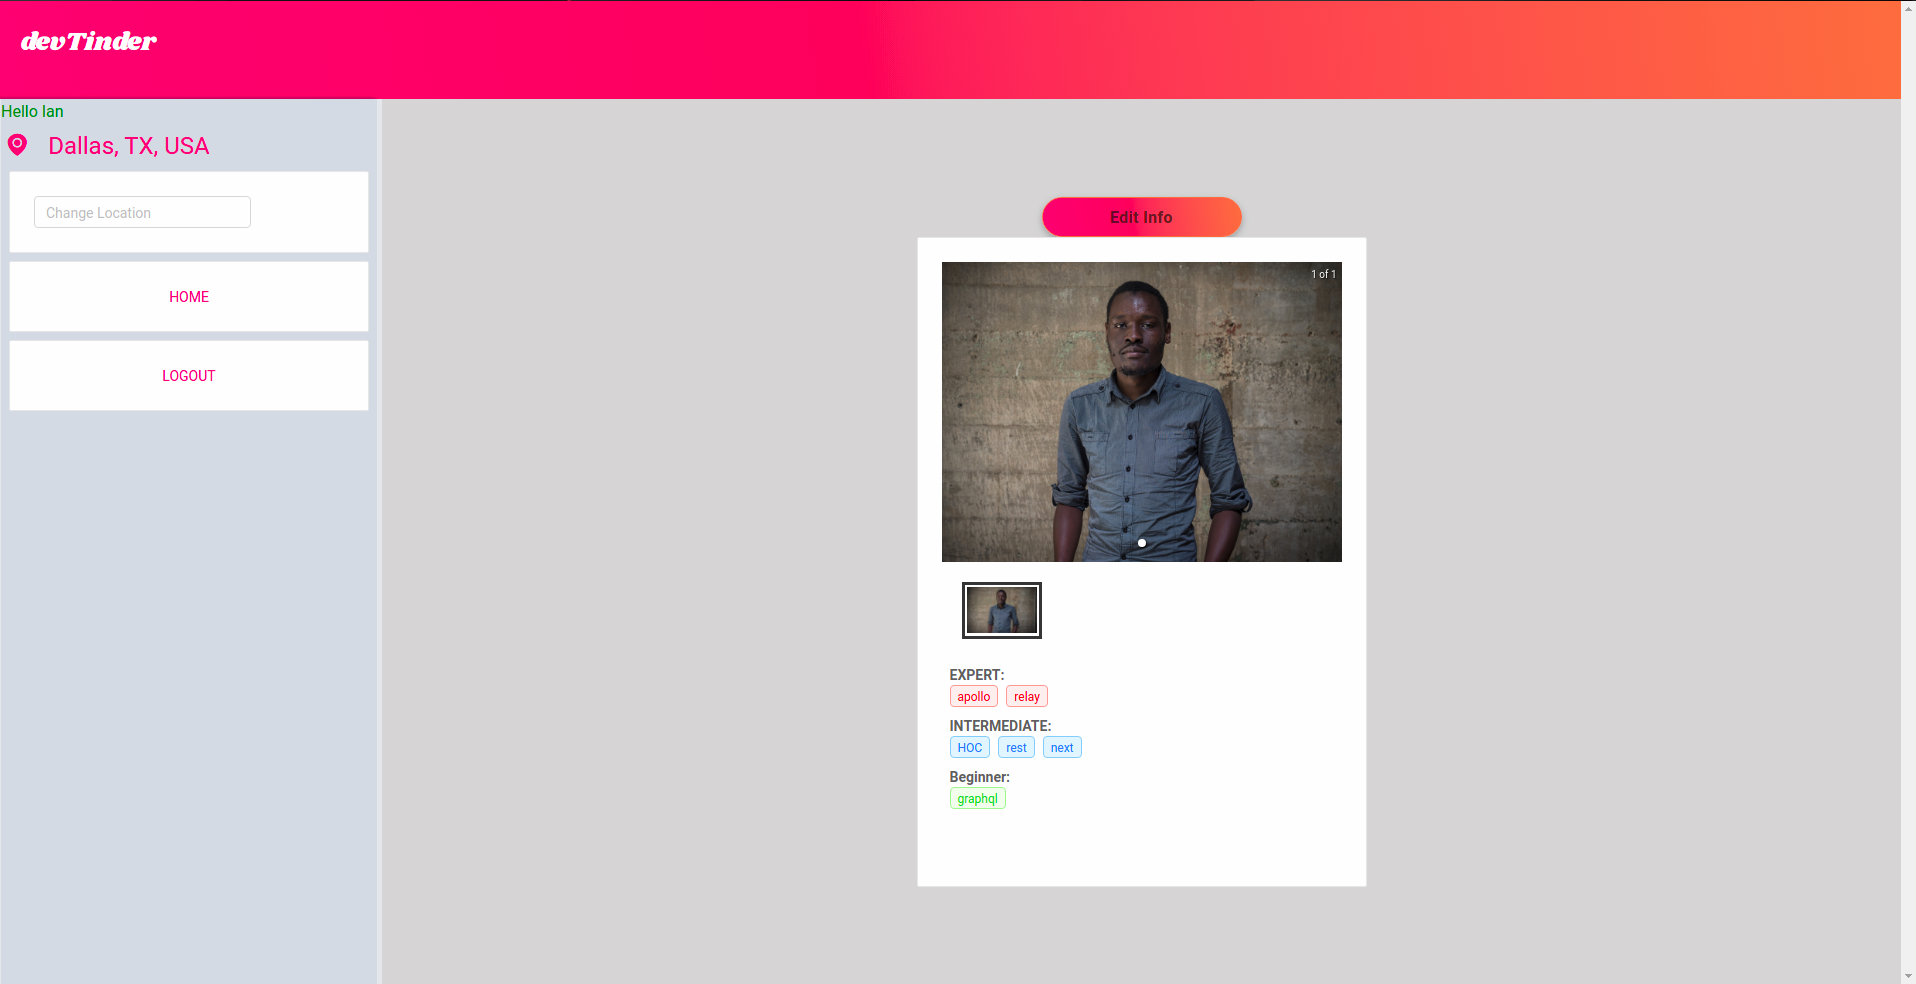 devTinder
Hello Ian
Dallas, TX, USA
Change Location
HOME
LOGOUT
Edit Info
1 of 1
EXPERT:
apollo relay
INTERMEDIATE:
HOC rest next
Beginner:
graphql